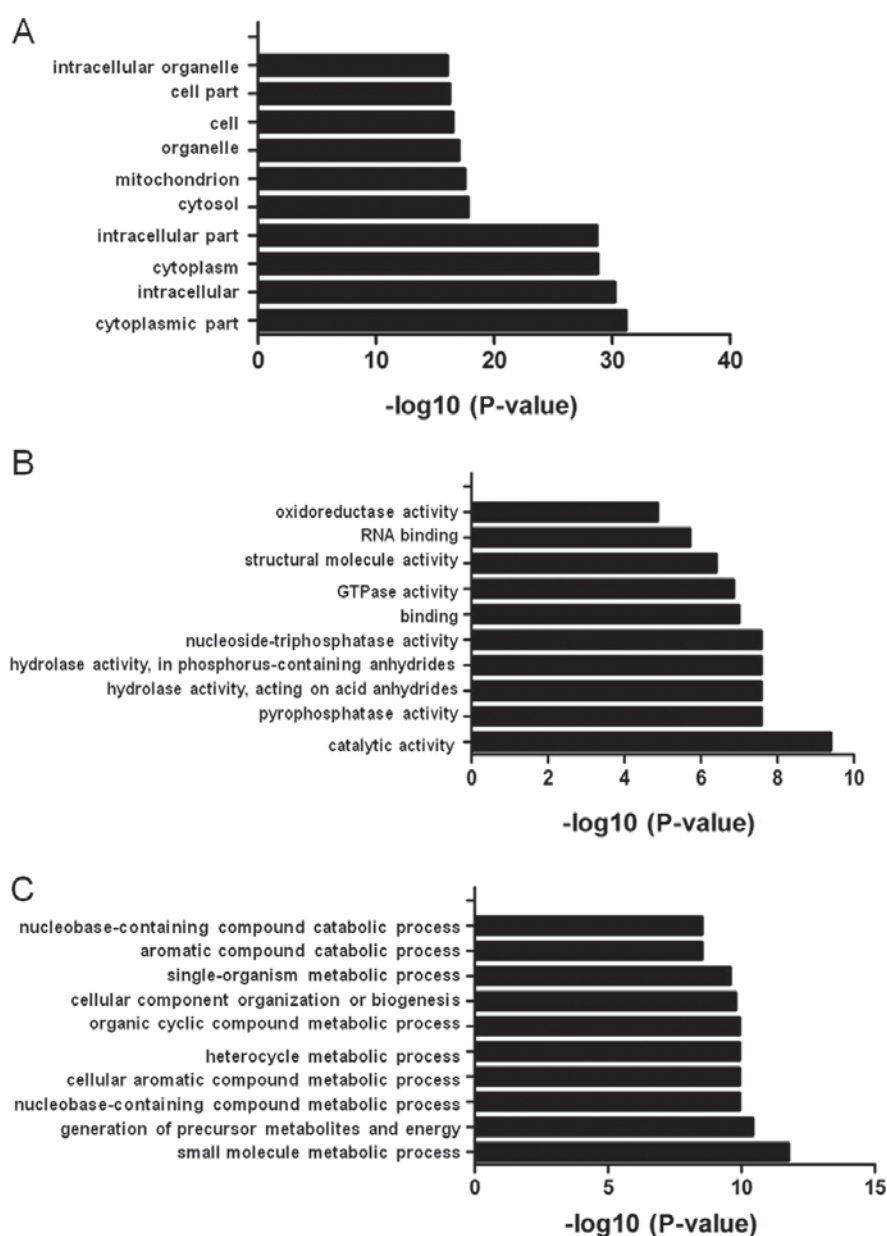 A
intracellular organelle
cell part
cell
organelle
mitochondrion
cytosol
intracellular part
cytoplasm
intracellular
cytoplasmic part
0 10 20 30 40
-log10 (P-value)
B
oxidoreductase activity
RNA binding
structural molecule activity
GTPase activity
binding
nucleoside-triphosphatase activity
hydrolase activity, in phosphorus-containing anhydrides
hydrolase activity, acting on acid anhydrides
pyrophosphatase activity
catalytic activity
0 2 4 6 8 10
-log10 (P-value)
C
nucleobase-containing compound catabolic process
aromatic compound catabolic process
single-organism metabolic process
cellular component organization or biogenesis
organic cyclic compound metabolic process
heterocycle metabolic process
cellular aromatic compound metabolic process
nucleobase-containing compound metabolic process
generation of precursor metabolites and energy
small molecule metabolic process
0 5 10 15
-log10 (P-value)